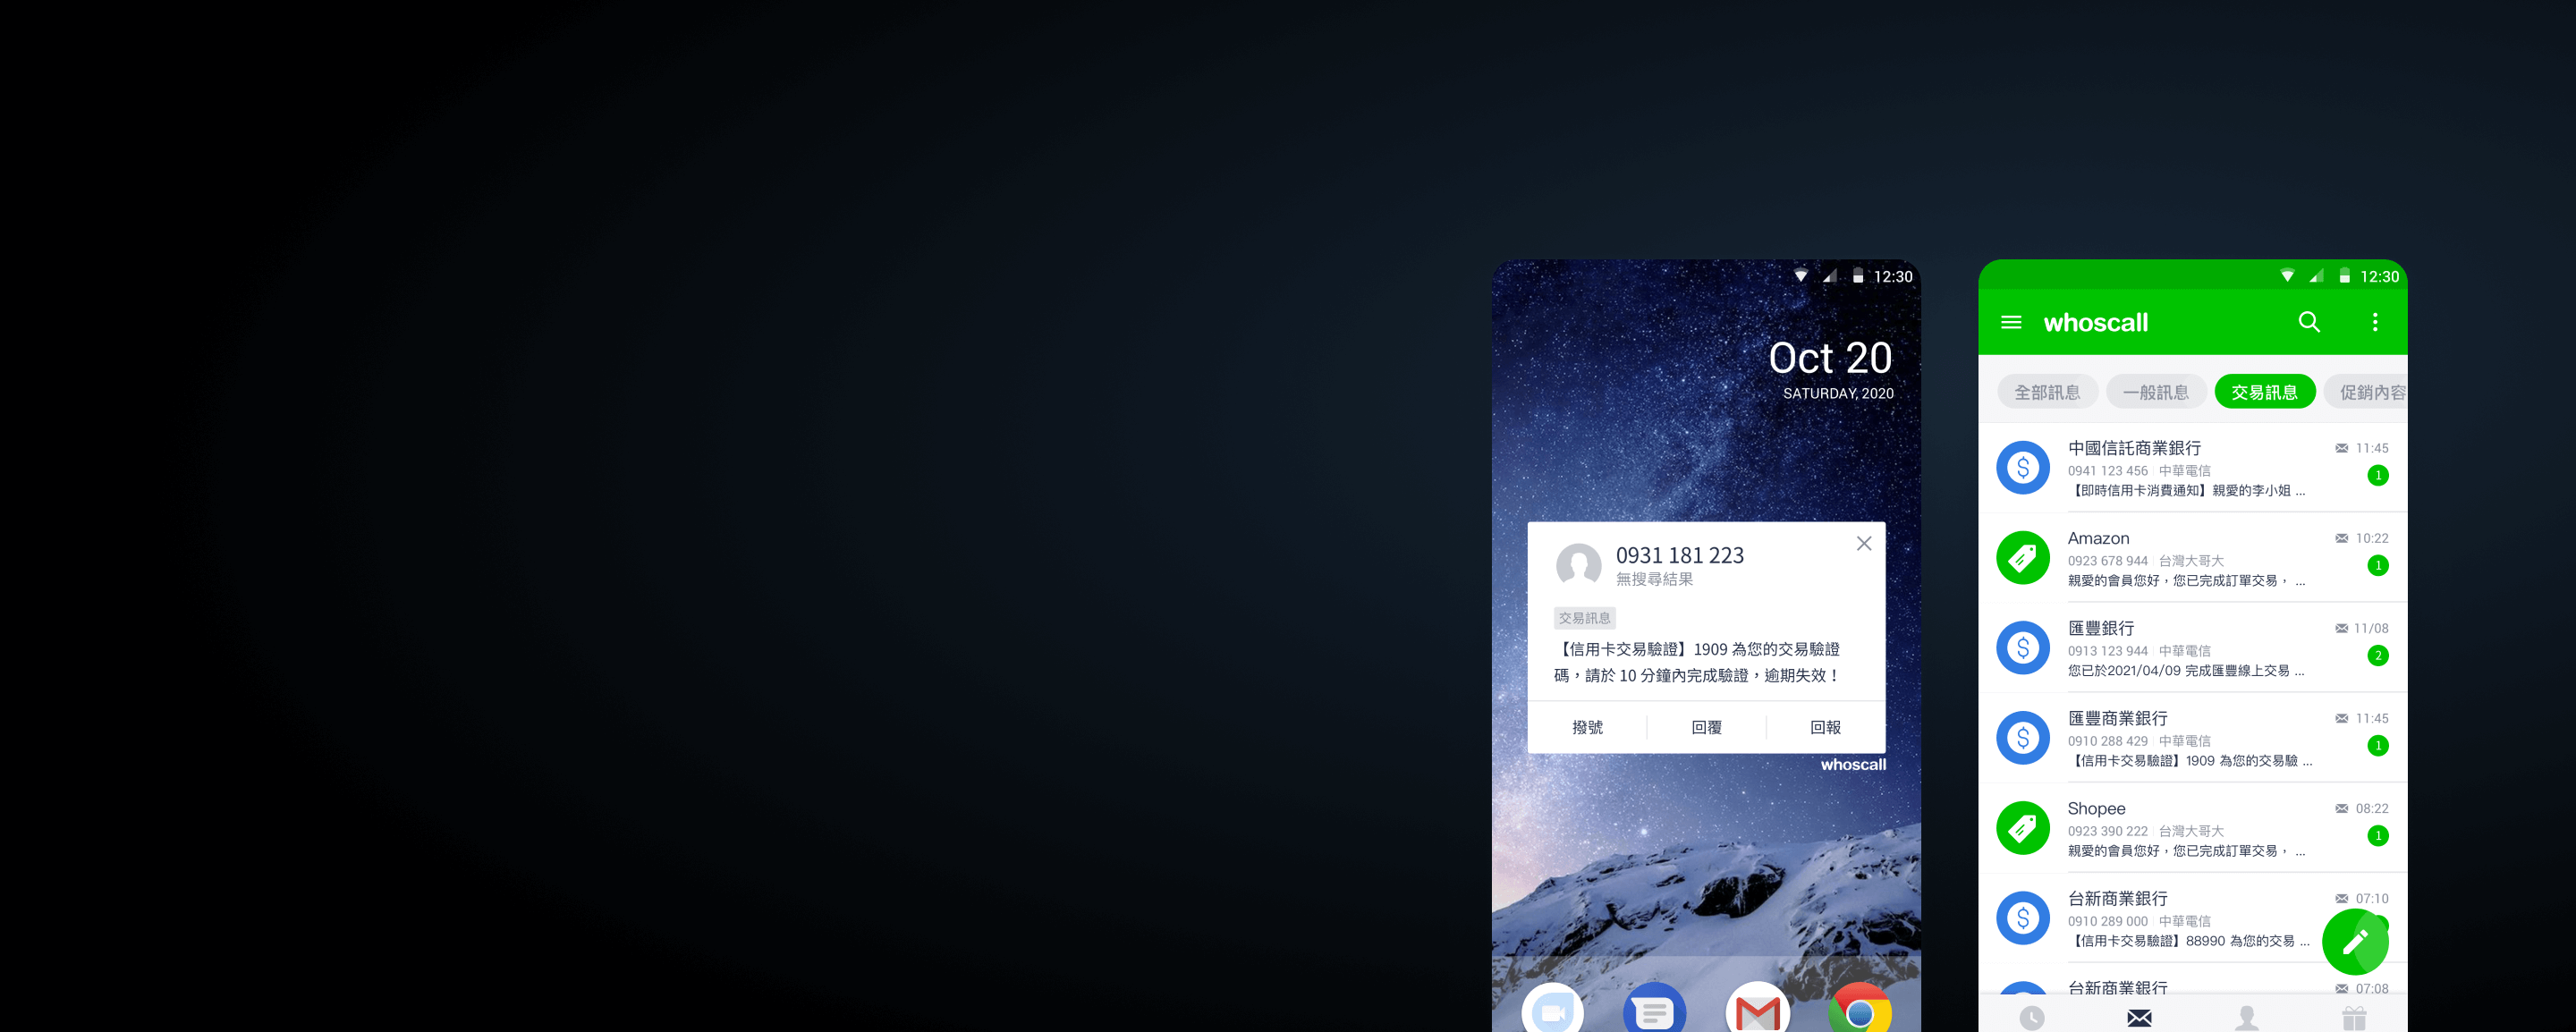 12:30
Oct 20
SATURDAY, 2020
0931 181 223
無搜尋結果
交易訊息
【信用卡交易驗證】1909 為您的交易驗證
碼，請於 10 分鐘內完成驗證，逾期失效！
撥號 回覆 回報
whoscall
12:30
whoscall
全部訊息 一般訊息 交易訊息 促銷內容
中國信託商業銀行 11:45
0941 123 456 中華電信 1
【即時信用卡消費通知】親愛的李小姐 ...
Amazon 10:22
0923 678 944 台灣大哥大 1
親愛的會員您好，您已完成訂單交易， ...
匯豐銀行 11/08
0913 123 944 中華電信 2
您已於2021/04/09 完成匯豐線上交易 ...
匯豐商業銀行 11:45
0910 288 429 中華電信 1
【信用卡交易驗證】1909 為您的交易驗 ...
Shopee 08:22
0923 390 222 台灣大哥大 1
親愛的會員您好，您已完成訂單交易， ...
台新商業銀行 07:10
0910 289 000 中華電信
【信用卡交易驗證】88990 為您的交易 ...
台新商業銀行 07:08